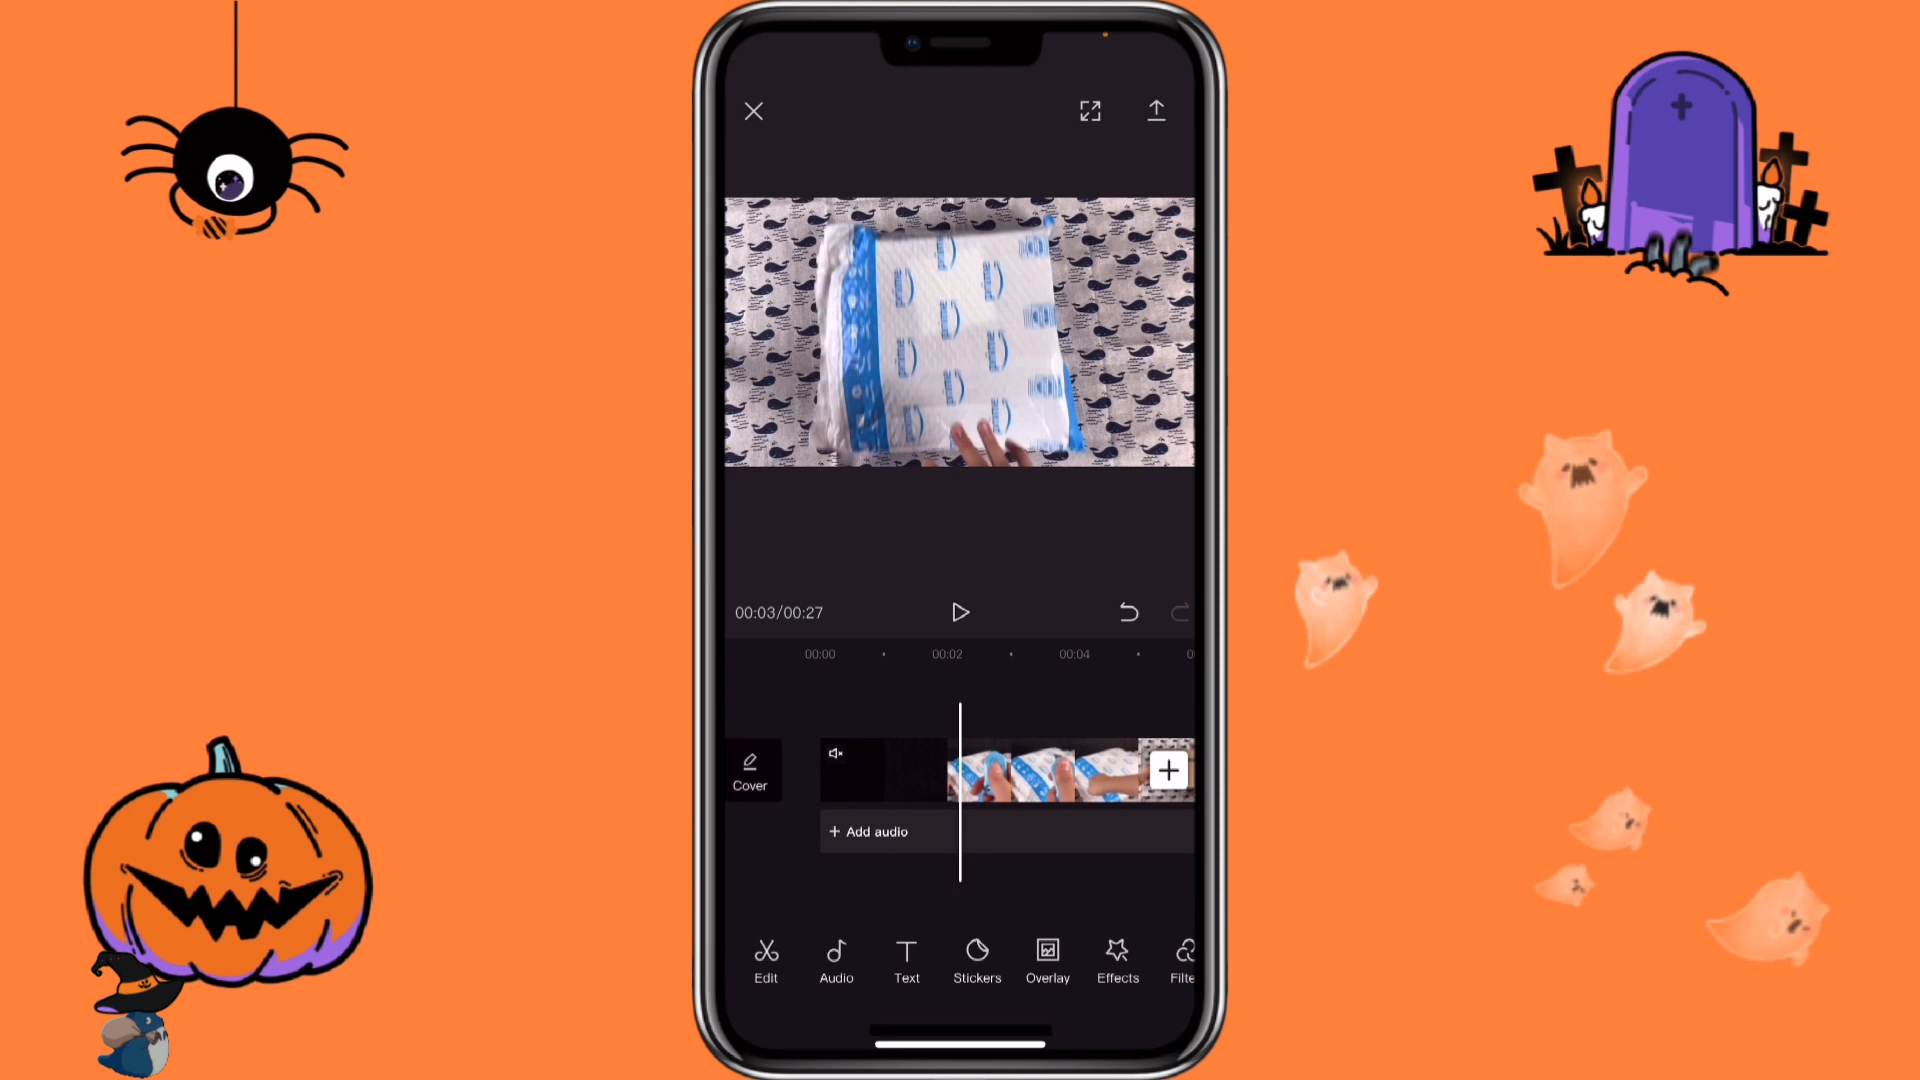 00:03/00:27
00:00
00:02
00:04
Cover
+ Add audio
Edit
Audio
Text
Stickers
Overlay
Effects
Filte